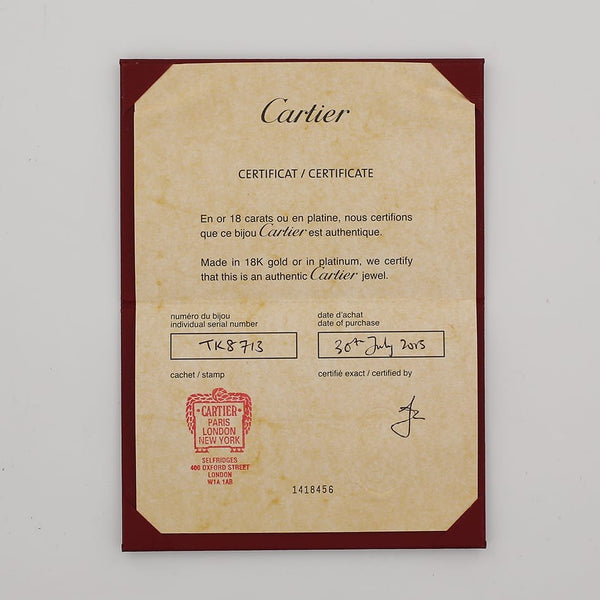 Cartier
CERTIFICAT / CERTIFICATE
En or 18 carats ou en platine, nous certifions
que ce bijou Cartier est authentique.
Made in 18K gold or in platinum, we certify
that this is an authentic Cartier jewel.
numéro du bijou
individual serial number
TK8713
date d'achat
date of purchase
30th July 2013
cachet / stamp
certifié exact / certified by
CARTIER
PARIS
LONDON
NEW YORK
SELFRIDGES
400 OXFORD STREET
LONDON
W1A 1AB
1418456